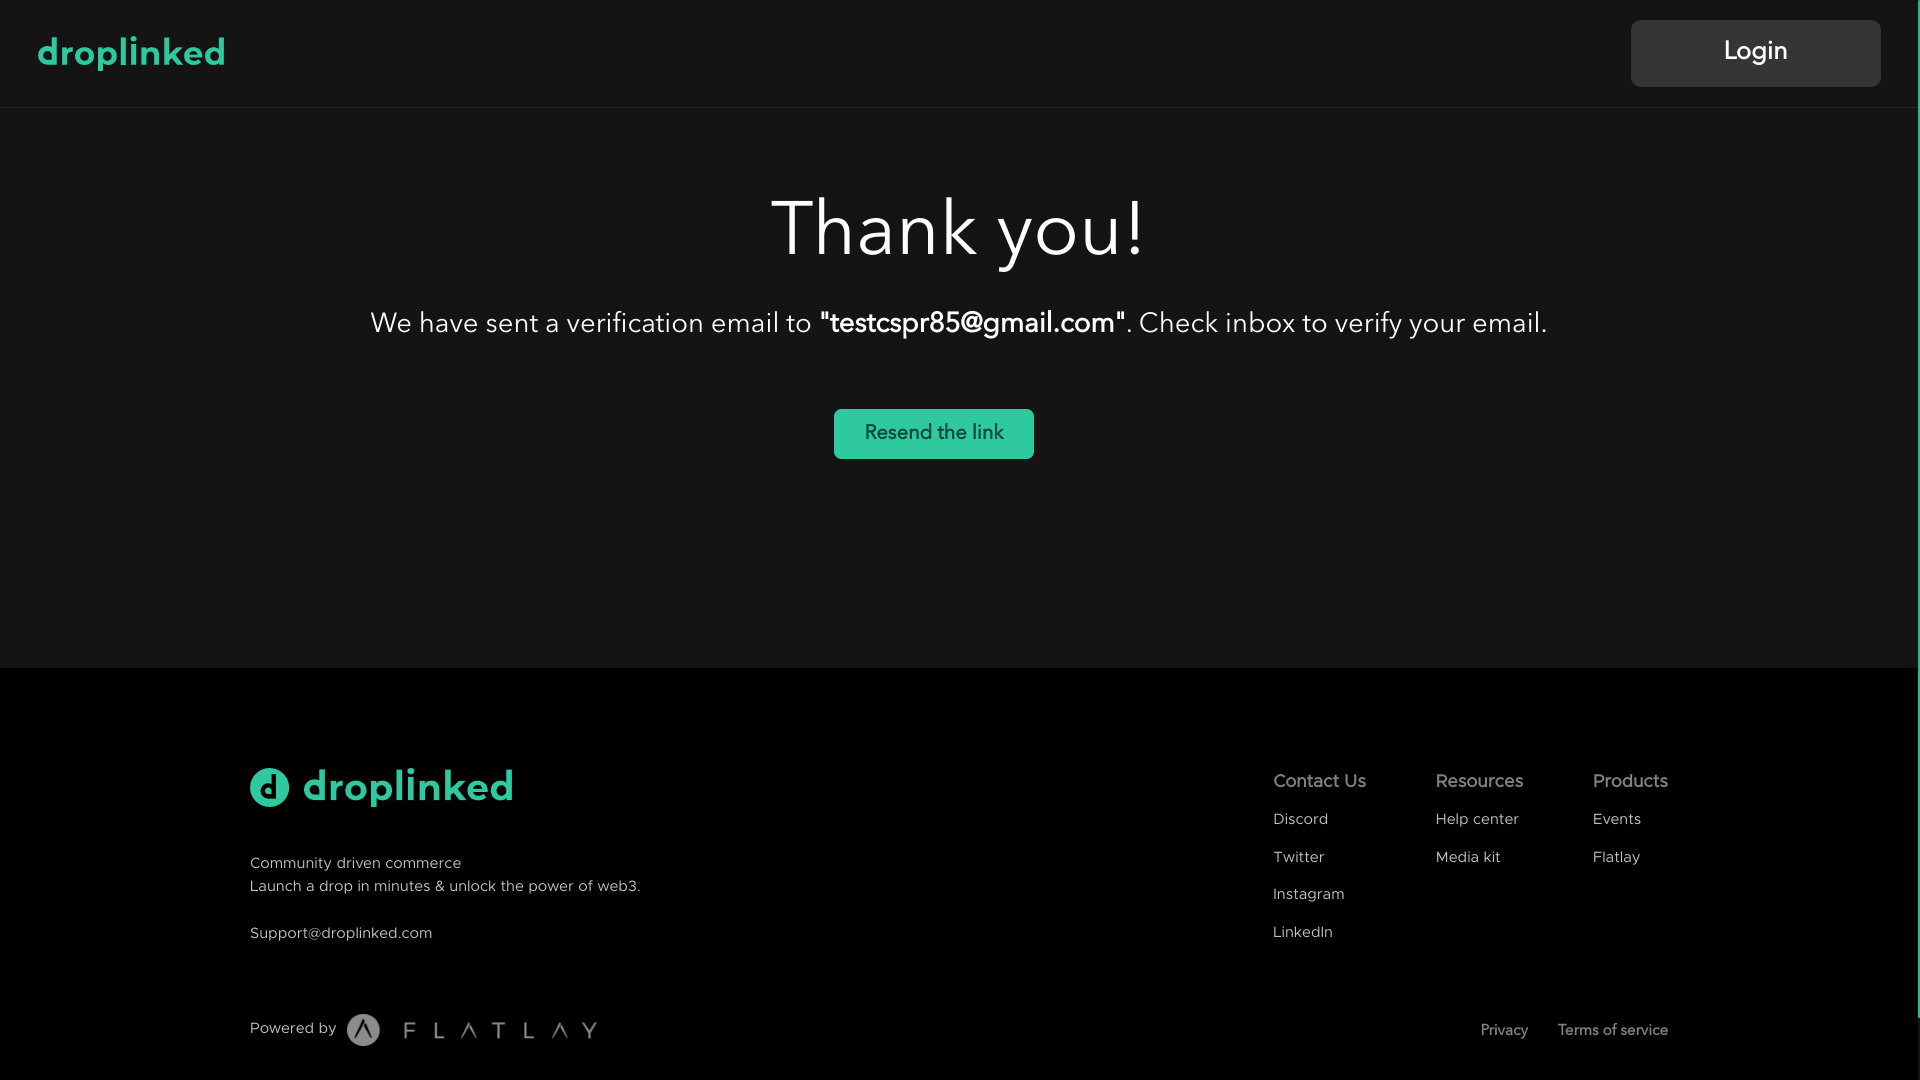 droplinked
Login
Thank you!
We have sent a verification email to "testcspr85@gmail.com". Check inbox to verify your email.
Resend the link
droplinked
Community driven commerce
Launch a drop in minutes & unlock the power of web3.
Support@droplinked.com
Contact Us
Discord
Twitter
Instagram
LinkedIn
Resources
Help center
Media kit
Products
Events
Flatlay
Powered by FLATLAY
Privacy Terms of service